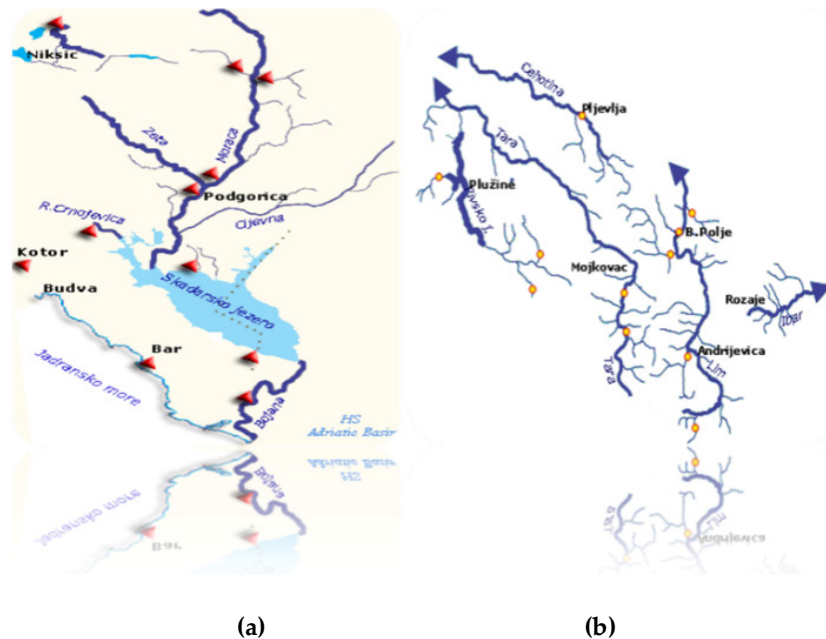 Niksic
Zeta
Moraca
Podgorica
R.Crnojevica
Cijevna
Kotor
Skadarsko jezero
Budva
Bar
Jadransko more
Bojana
HS
Adriatic Basin
Cehotina
Pljevlja
Tara
Plužine
B.Polje
Mojkovac
Rozaje
Ibar
Andrijevica
Lim
Tara
(a)
(b)